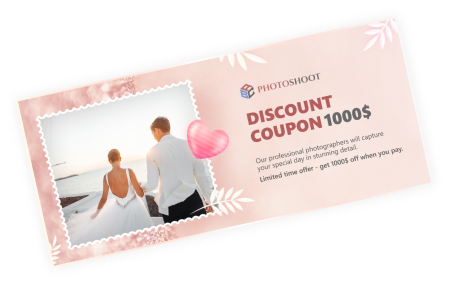 PHOTOSHOOT
DISCOUNT
COUPON 1000$
Our professional photographers will capture
your special day in stunning detail.
Limited time offer - get 1000$ off when you pay.